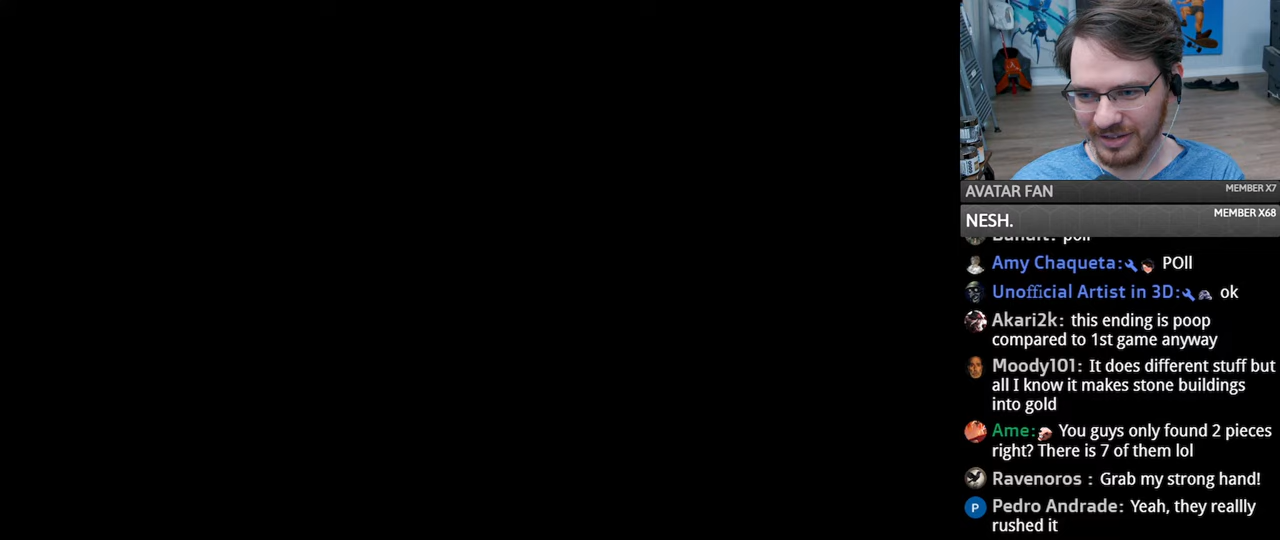 AVATAR FAN MEMBER X7
NESH. MEMBER X68
Bandit: poll
Amy Chaqueta: POll
Unofficial Artist in 3D: ok
Akari2k: this ending is poop
compared to 1st game anyway
Moody101: It does different stuff but
all I know it makes stone buildings
into gold
Ame: You guys only found 2 pieces
right? There is 7 of them lol
Ravenoros : Grab my strong hand!
P Pedro Andrade: Yeah, they reallly
rushed it